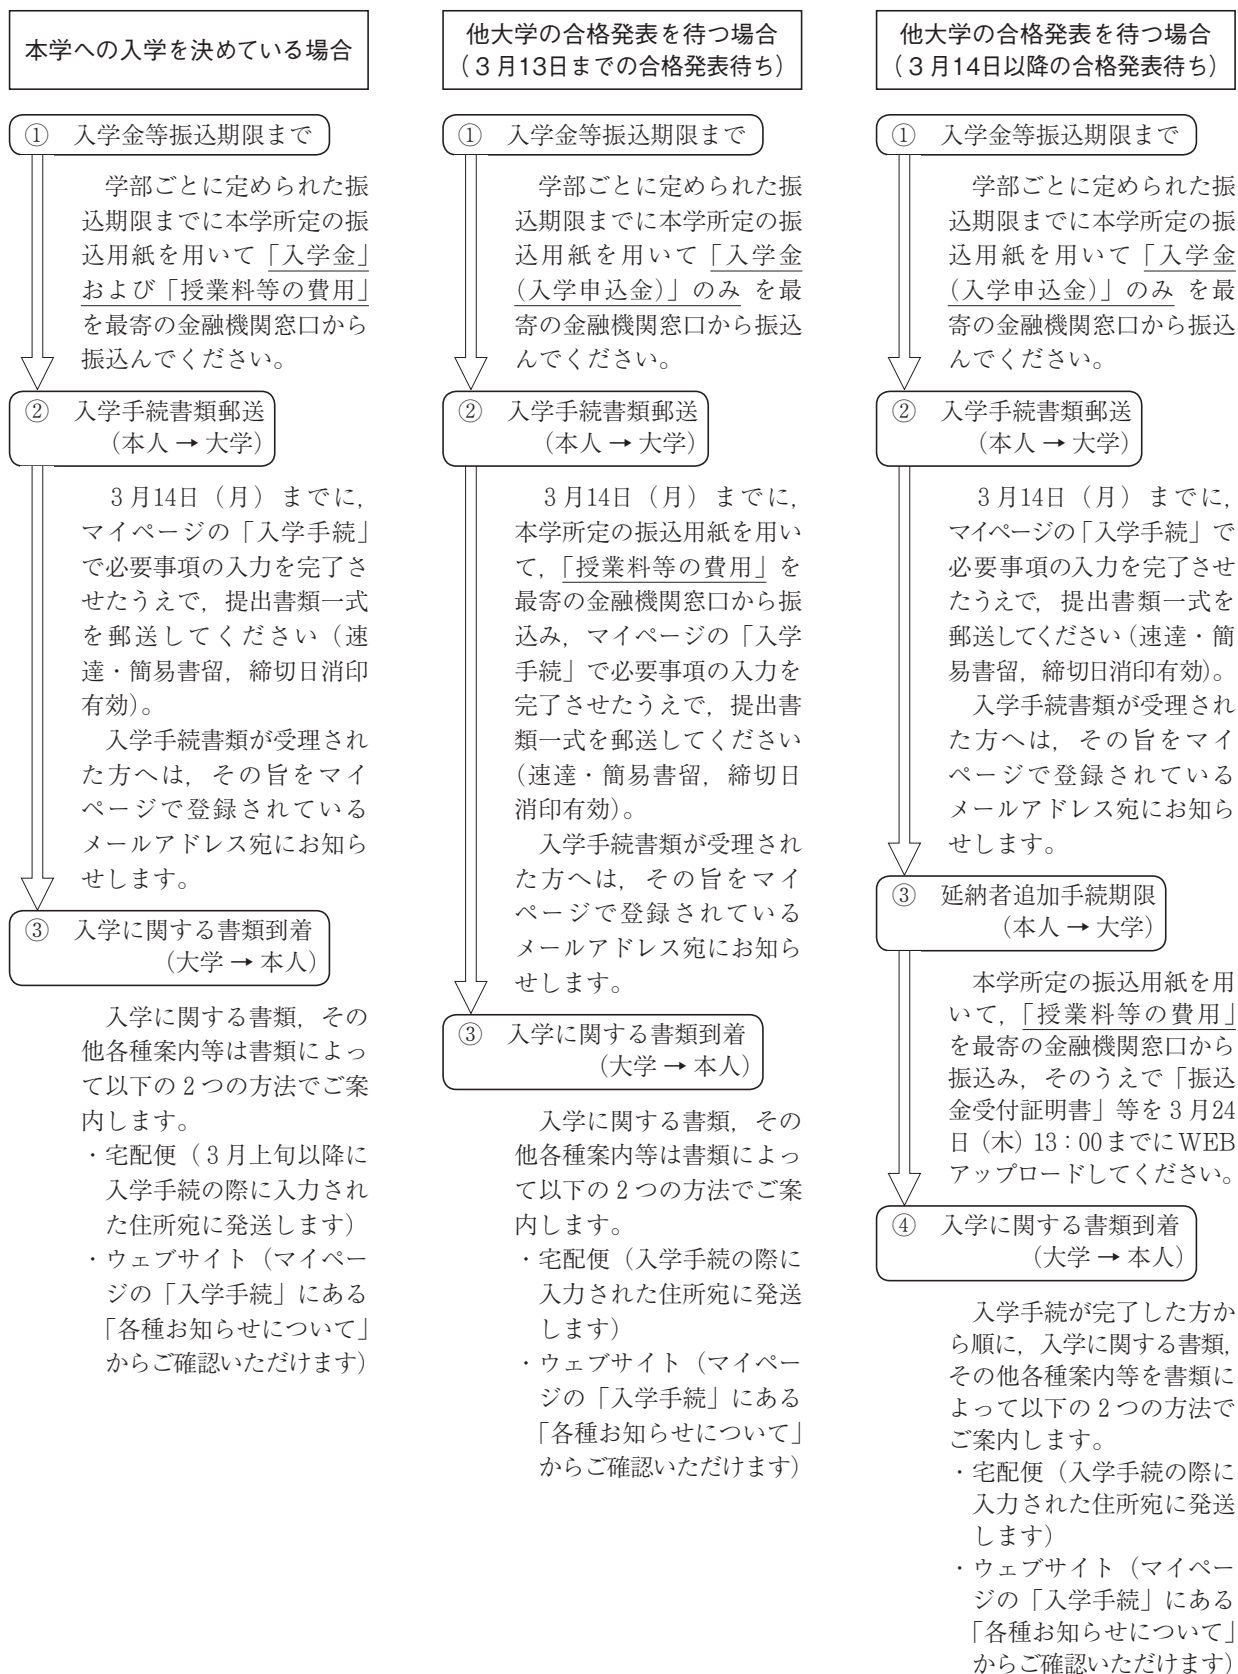 本学への入学を決めている場合
① 入学金等振込期限まで
学部ごとに定められた振
込期限までに本学所定の振
込用紙を用いて「入学金」
および「授業料等の費用」
を最寄の金融機関窓口から
振込んでください。
② 入学手続書類郵送
（本人 → 大学）
３月14日（月）までに，
マイページの「入学手続」
で必要事項の入力を完了さ
せたうえで，提出書類一式
を郵送してください（速
達・簡易書留，締切日消印
有効）。
入学手続書類が受理され
た方へは，その旨をマイ
ページで登録されている
メールアドレス宛にお知ら
せします。
③ 入学に関する書類到着
（大学 → 本人）
入学に関する書類，その
他各種案内等は書類によっ
て以下の２つの方法でご案
内します。
・宅配便（３月上旬以降に
入学手続の際に入力され
た住所宛に発送します）
・ウェブサイト（マイペー
ジの「入学手続」にある
「各種お知らせについて」
からご確認いただけます）
他大学の合格発表を待つ場合
（３月13日までの合格発表待ち）
① 入学金等振込期限まで
学部ごとに定められた振
込期限までに本学所定の振
込用紙を用いて「入学金
（入学申込金）」のみ を最
寄の金融機関窓口から振込
んでください。
② 入学手続書類郵送
（本人 → 大学）
３月14日（月）までに，
本学所定の振込用紙を用い
て，「授業料等の費用」を
最寄の金融機関窓口から振
込み，マイページの「入学
手続」で必要事項の入力を
完了させたうえで，提出書
類一式を郵送してください
（速達・簡易書留，締切日
消印有効）。
入学手続書類が受理され
た方へは，その旨をマイ
ページで登録されている
メールアドレス宛にお知ら
せします。
③ 入学に関する書類到着
（大学 → 本人）
入学に関する書類，その
他各種案内等は書類によっ
て以下の２つの方法でご案
内します。
・宅配便（入学手続の際に
入力された住所宛に発送
します）
・ウェブサイト（マイペー
ジの「入学手続」にある
「各種お知らせについて」
からご確認いただけます）
他大学の合格発表を待つ場合
（３月14日以降の合格発表待ち）
① 入学金等振込期限まで
学部ごとに定められた振
込期限までに本学所定の振
込用紙を用いて「入学金
（入学申込金）」のみ を最
寄の金融機関窓口から振込
んでください。
② 入学手続書類郵送
（本人 → 大学）
３月14日（月）までに，
マイページの「入学手続」で
必要事項の入力を完了させ
たうえで，提出書類一式を
郵送してください（速達・簡
易書留，締切日消印有効）。
入学手続書類が受理され
た方へは，その旨をマイ
ページで登録されている
メールアドレス宛にお知ら
せします。
③ 延納者追加手続期限
（本人 → 大学）
本学所定の振込用紙を用
いて，「授業料等の費用」
を最寄の金融機関窓口から
振込み，そのうえで「振込
金受付証明書」等を３月24
日（木）13：00までにWEB
アップロードしてください。
④ 入学に関する書類到着
（大学 → 本人）
入学手続が完了した方か
ら順に，入学に関する書類，
その他各種案内等を書類に
よって以下の２つの方法で
ご案内します。
・宅配便（入学手続の際に
入力された住所宛に発送
します）
・ウェブサイト（マイペー
ジの「入学手続」にある
「各種お知らせについて」
からご確認いただけます）